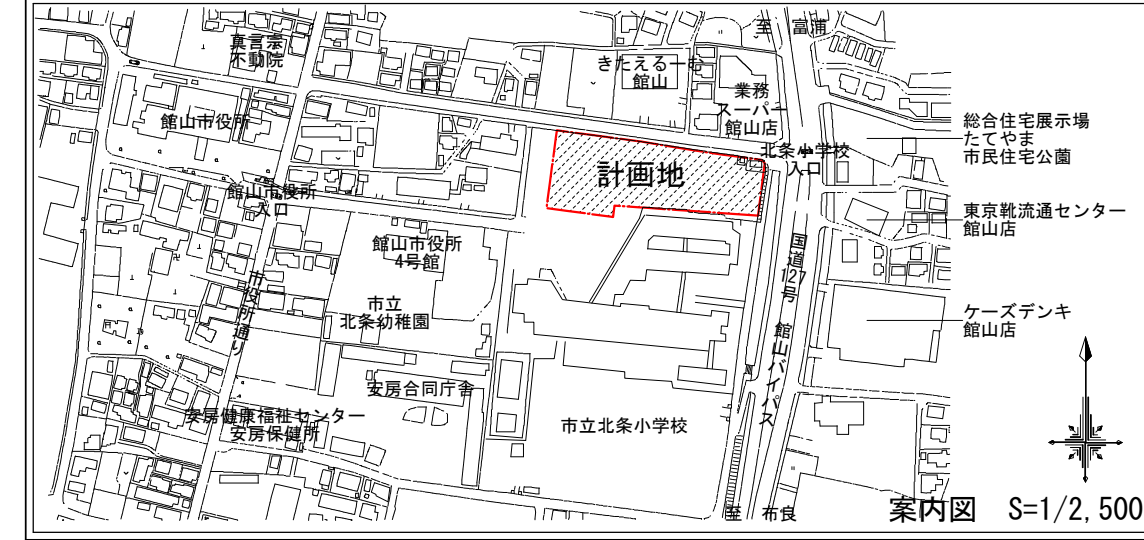 至 富浦
真言宗
不動院
きたえるーむ
館山
業務
スーパー
館山店
館山市役所
総合住宅展示場
たてやま
市民住宅公園
北条小学校
入口
計画地
館山市役所
入口
東京靴流通センター
館山店
館山市役所
4号館
国道127号 館山バイパス
市役所通り
市立
北条幼稚園
ケーズデンキ
館山店
安房合同庁舎
安房健康福祉センター
安房保健所
市立北条小学校
至 布良
案内図 S=1/2,500